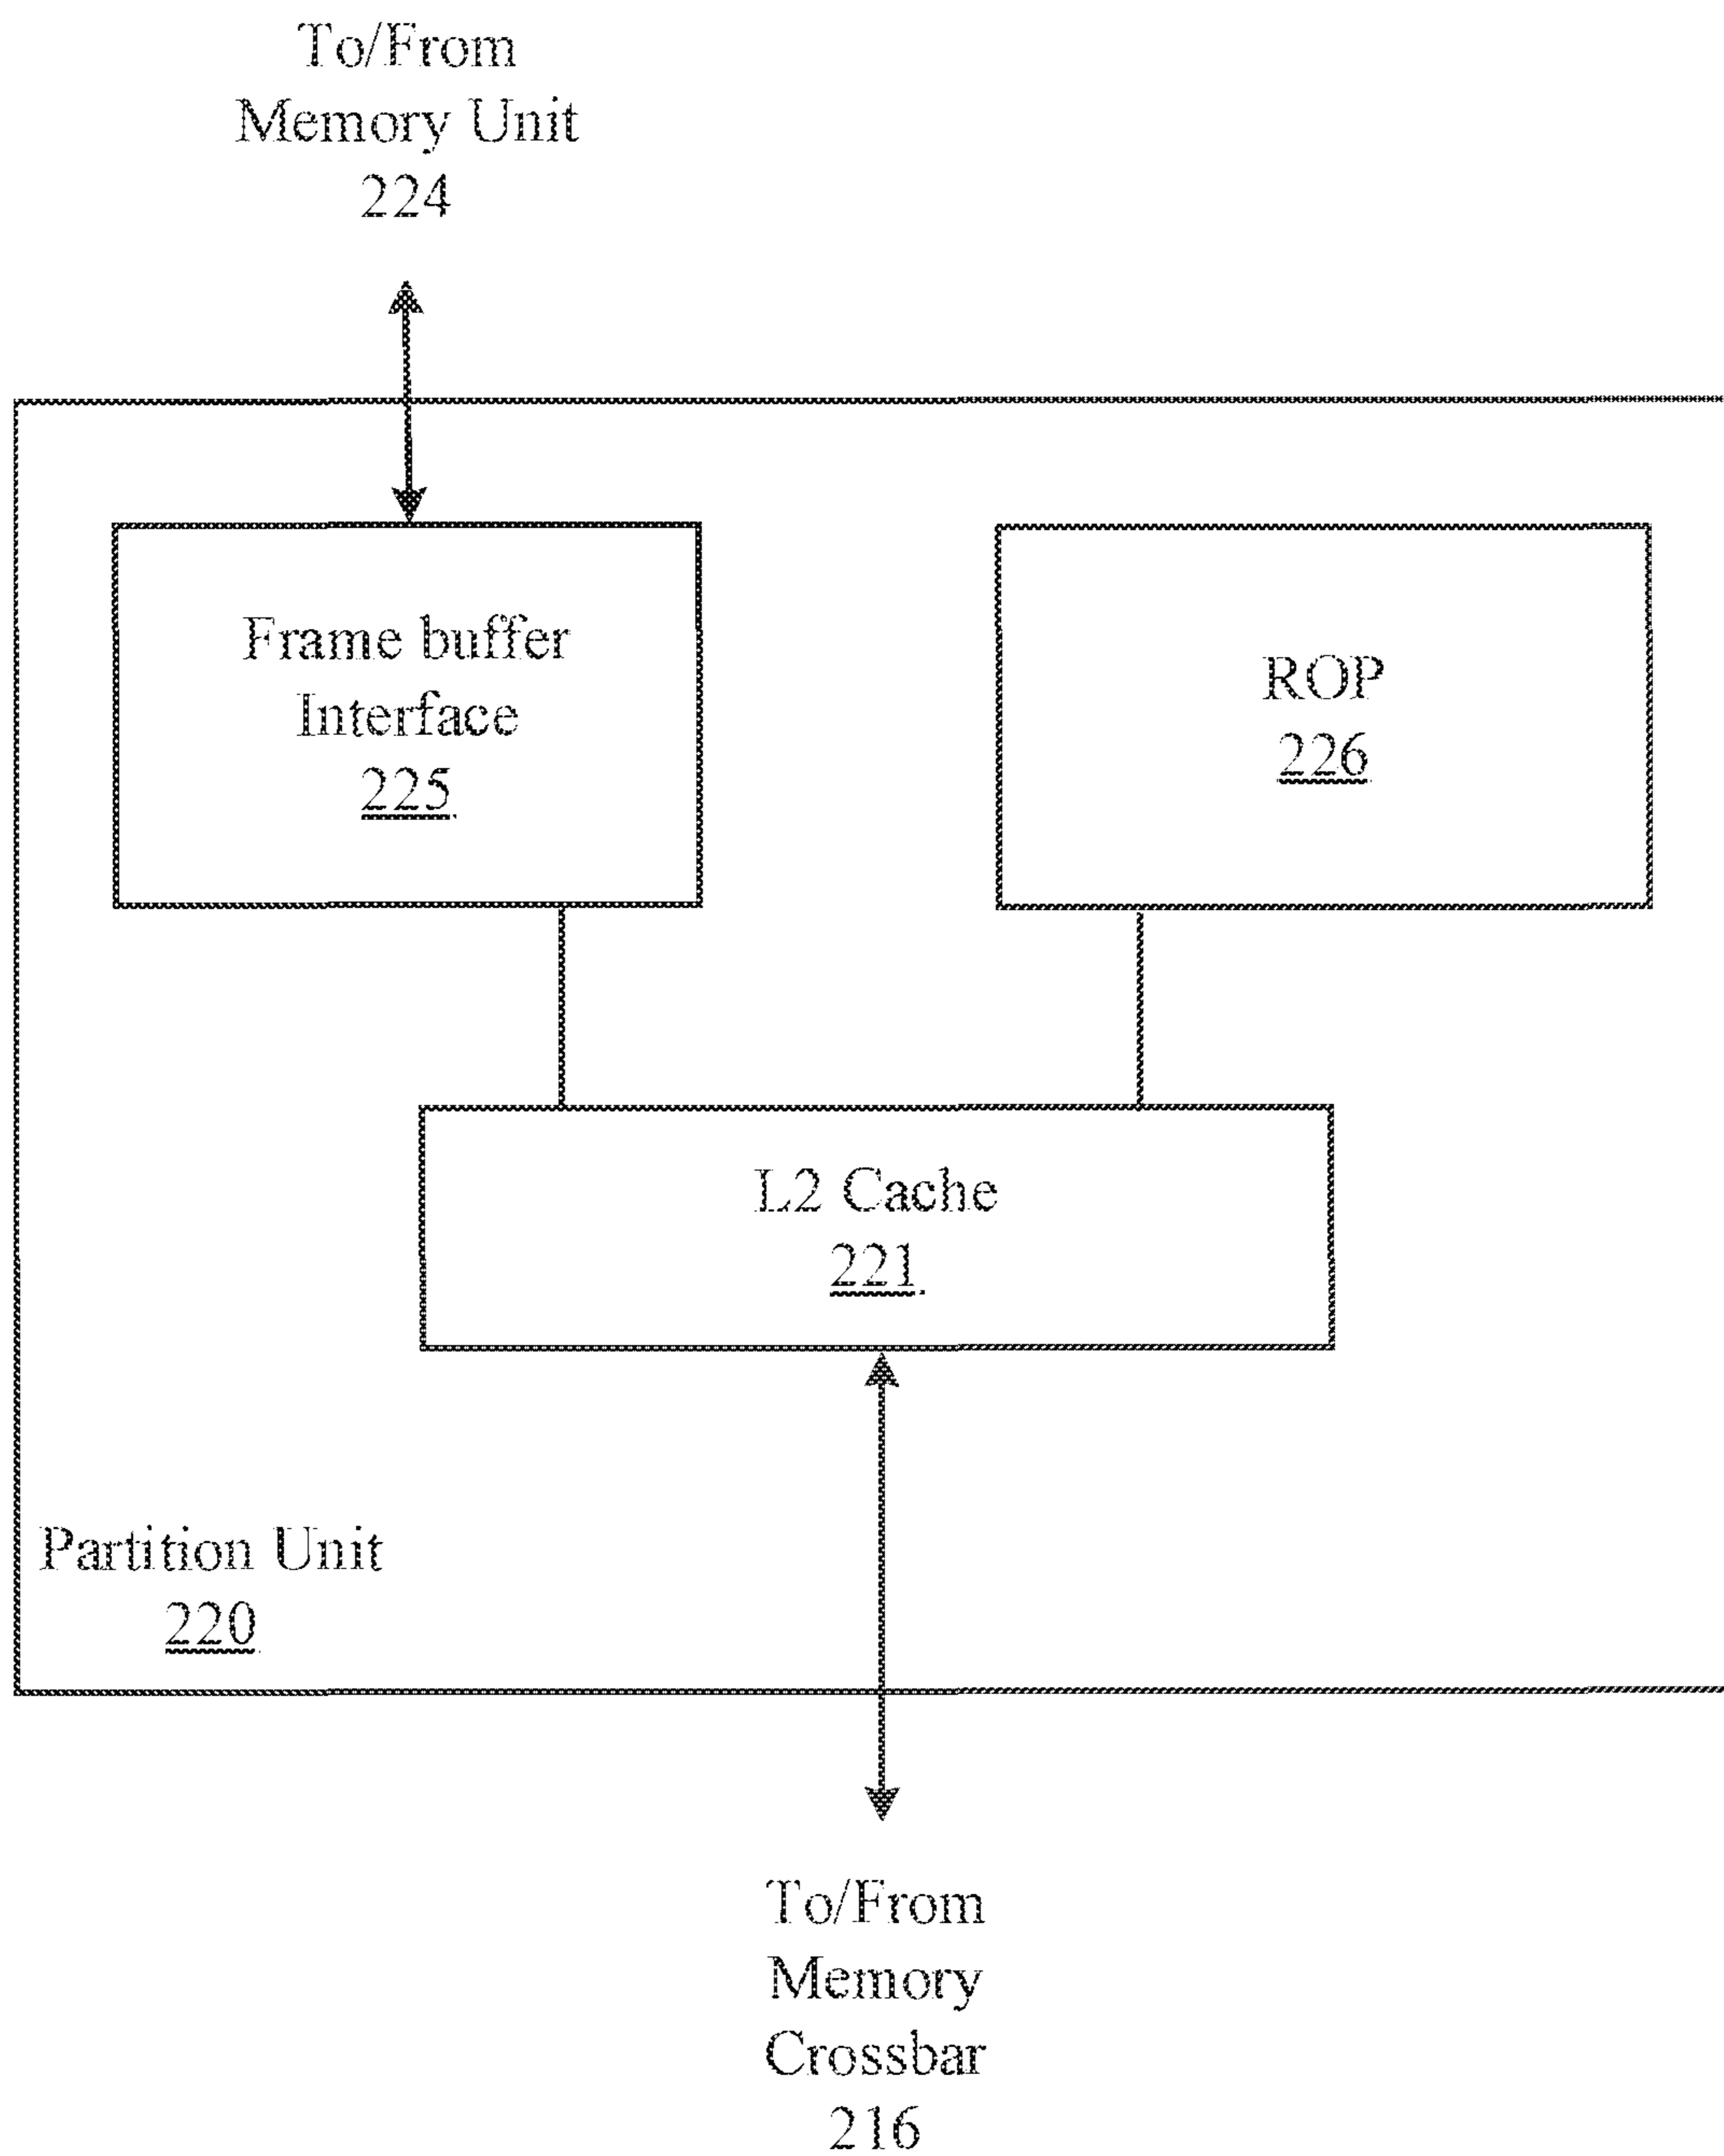 To/From
Memory Unit
224
Frame buffer
Interface
225
ROP
226
L2 Cache
221
Partition Unit
220
To/From
Memory
Crossbar
216